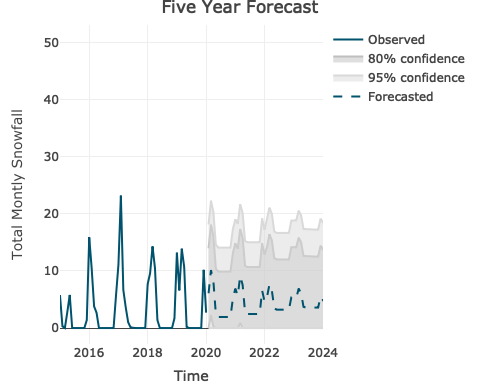 Five Year Forecast
Total Montly Snowfall
50
40
30
20
10
0
2016 2018 2020 2022 2024
Time
Observed
80% confidence
95% confidence
Forecasted